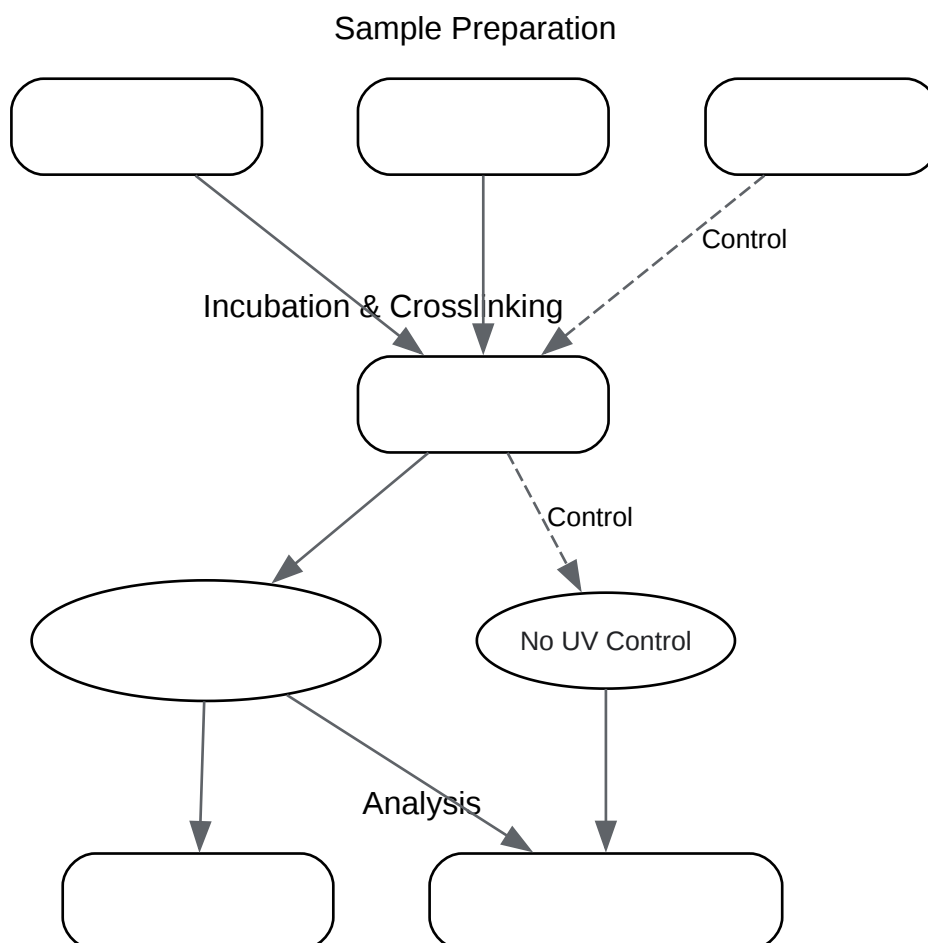 Sample Preparation
Control
Incubation & Crosslinking
Control
No UV Control
Analysis